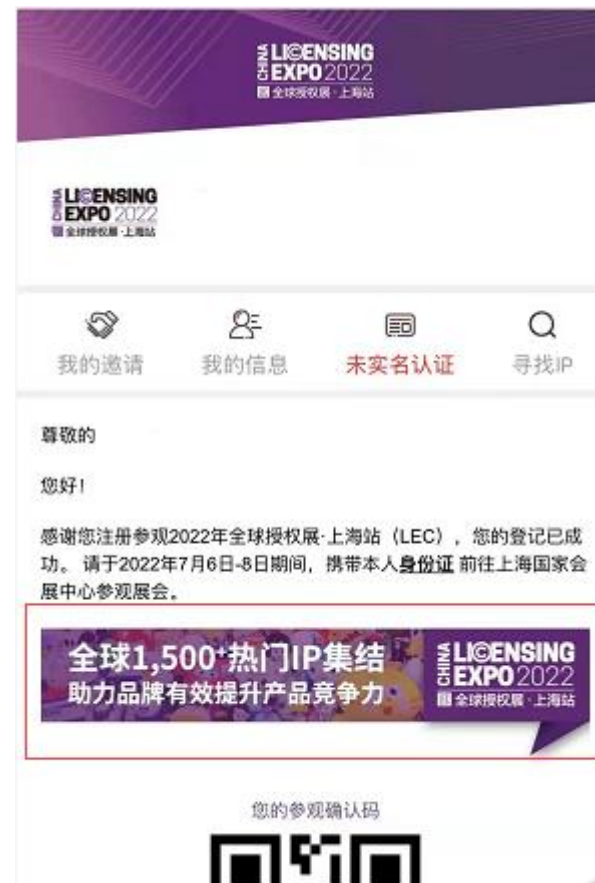 CHINA
LICENSING
EXPO 2022
全球授权展·上海站
CHINA
LICENSING
EXPO 2022
全球授权展·上海站
我的邀请
我的信息
未实名认证
寻找IP
尊敬的
您好！
感谢您注册参观2022年全球授权展·上海站（LEC），您的登记已成
功。 请于2022年7月6日-8日期间，携带本人身份证 前往上海国家会
展中心参观展会。
全球1,500+热门IP集结
助力品牌有效提升产品竞争力
CHINA
LICENSING
EXPO 2022
全球授权展·上海站
您的参观确认码